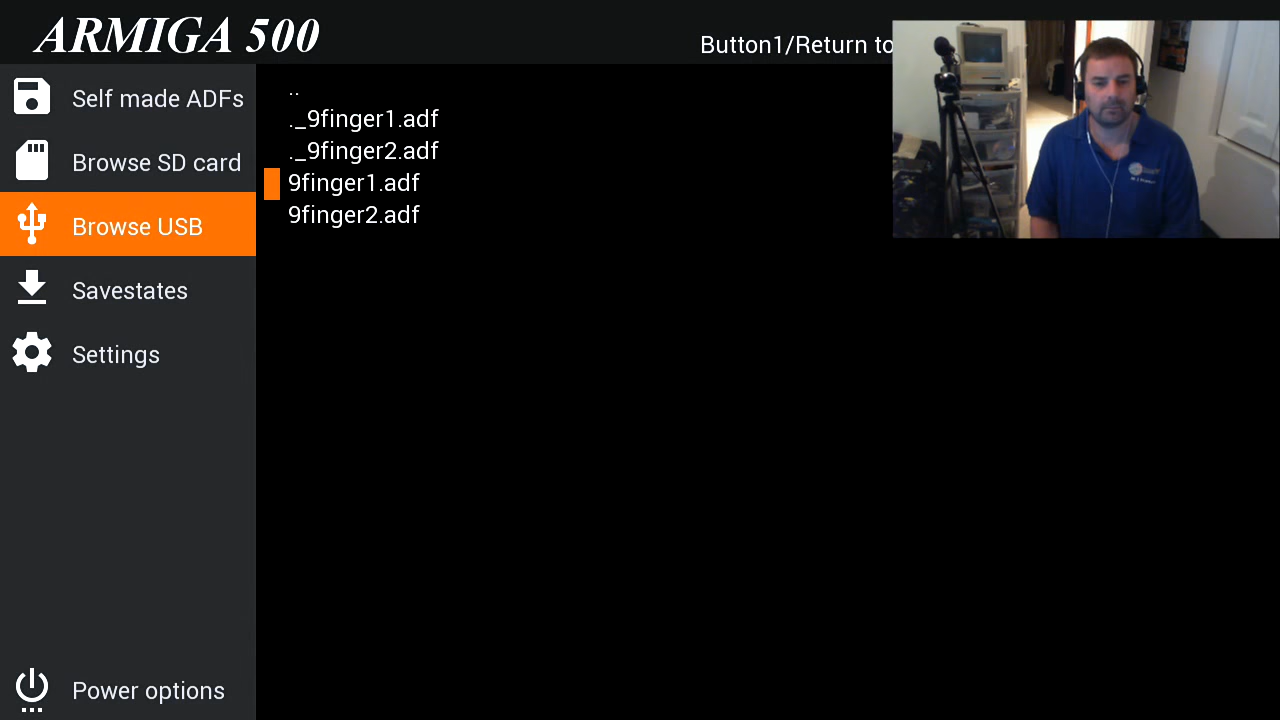 ARMIGA 500
Button1/Return to
Self made ADFs
Browse SD card
Browse USB
Savestates
Settings
Power options
..
._9finger1.adf
._9finger2.adf
9finger1.adf
9finger2.adf